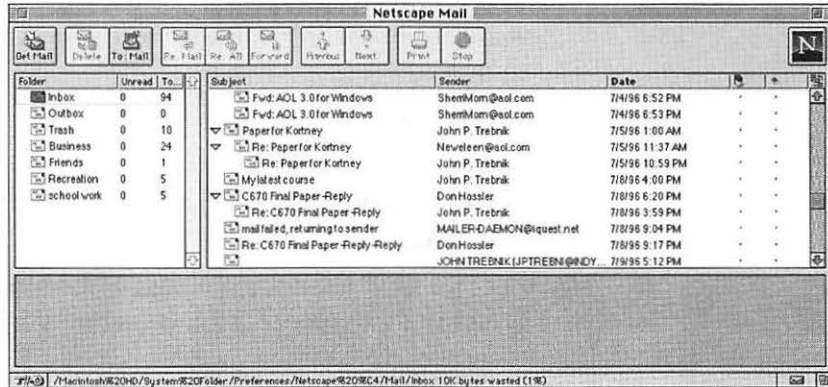 Netscape Mail
Get Mail Delete To: Mail Re: Mail Re: All Forward Previous Next Print Stop N
Folder Unread To...
Inbox 0 94
Outbox 0 0
Trash 0 10
Business 0 24
Friends 0 1
Recreation 0 5
school work 0 5
Subject Sender Date
Fwd: AOL 3.0 for Windows SherriMom@aol.com 7/4/96 6:52 PM
Fwd: AOL 3.0 for Windows SherriMom@aol.com 7/4/96 6:53 PM
Paper for Kortney John P. Trebnik 7/5/96 1:00 AM
Re: Paper for Kortney Neweleen@aol.com 7/5/96 11:37 AM
Re: Paper for Kortney John P. Trebnik 7/5/96 10:59 PM
My latest course John P. Trebnik 7/8/96 4:00 PM
C670 Final Paper -Reply Don Hossler 7/8/96 6:20 PM
Re: C670 Final Paper -Reply John P. Trebnik 7/8/96 3:59 PM
mail failed, returning to sender MAILER-DAEMON@iquest.net 7/8/96 9:04 PM
Re: C670 Final Paper -Reply -Reply Don Hossler 7/8/96 9:17 PM
JOHN TREBNIK (JPTREBNI@INDY... 7/9/96 5:12 PM
/Macintosh%20HD/System%20Folder/Preferences/Netscape%20%C4/Mail/Inbox 10K bytes wasted (1%)